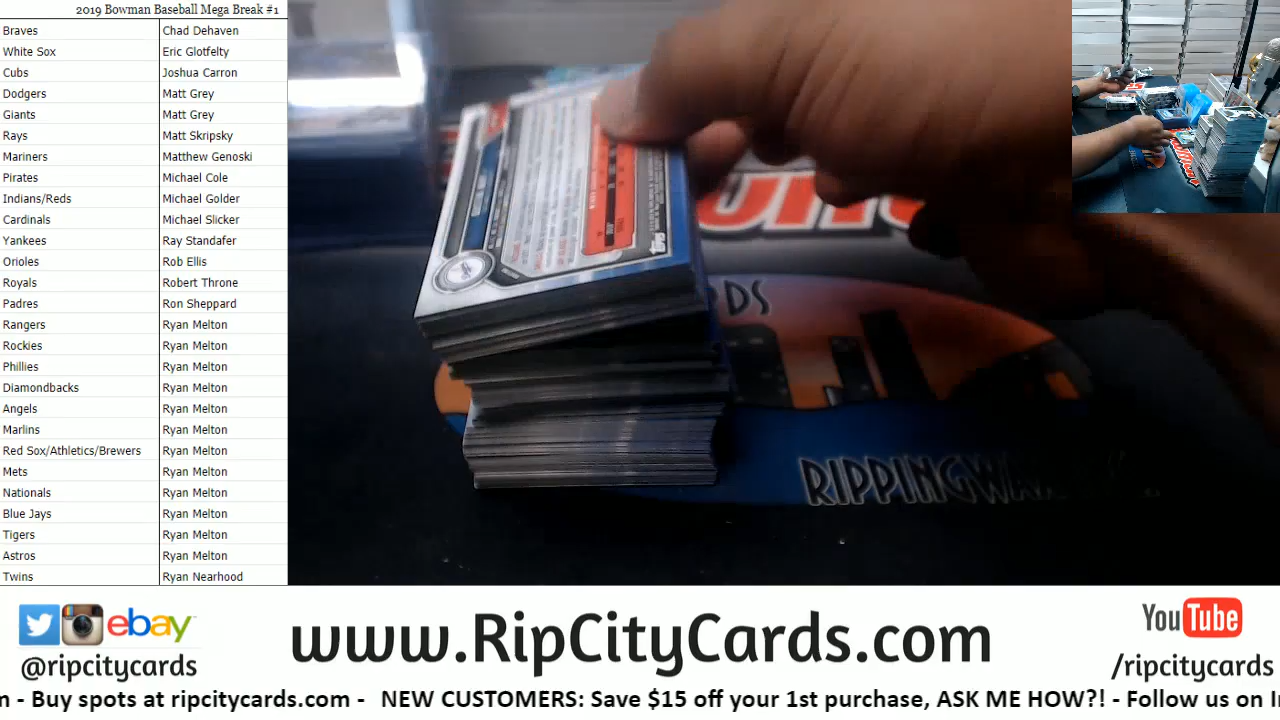 2019 Bowman Baseball Mega Break #1
Braves Chad Dehaven
White Sox Eric Glotfelty
Cubs Joshua Carron
Dodgers Matt Grey
Giants Matt Grey
Rays Matt Skripsky
Mariners Matthew Genoski
Pirates Michael Cole
Indians/Reds Michael Golder
Cardinals Michael Slicker
Yankees Ray Standafer
Orioles Rob Ellis
Royals Robert Throne
Padres Ron Sheppard
Rangers Ryan Melton
Rockies Ryan Melton
Phillies Ryan Melton
Diamondbacks Ryan Melton
Angels Ryan Melton
Marlins Ryan Melton
Red Sox/Athletics/Brewers Ryan Melton
Mets Ryan Melton
Nationals Ryan Melton
Blue Jays Ryan Melton
Tigers Ryan Melton
Astros Ryan Melton
Twins Ryan Nearhood
topps
RIPPINGWAX
ebay
@ripcitycards
www.RipCityCards.com
YouTube
/ripcitycards
- Buy spots at ripcitycards.com - NEW CUSTOMERS: Save $15 off your 1st purchase, ASK ME HOW?! - Follow us on